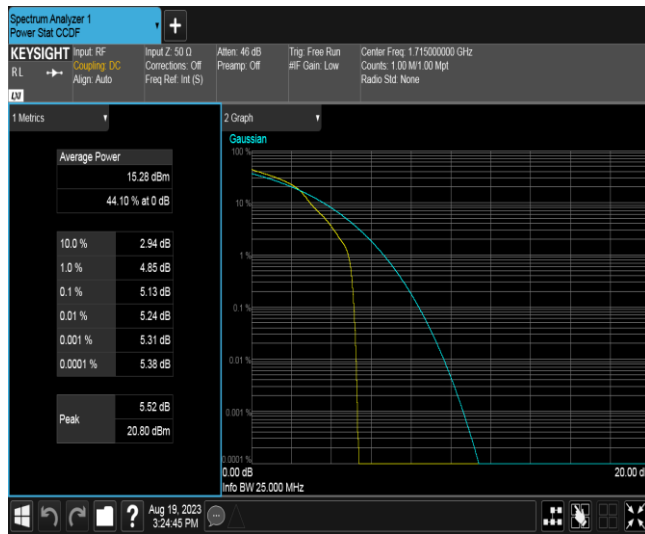 Spectrum Analyzer 1
Power Stat CCDF
+
KEYSIGHT
RL
LXI
Input: RF
Coupling: DC
Align: Auto
Input Z: 50 Ω
Corrections: Off
Freq Ref: Int (S)
Atten: 46 dB
Preamp: Off
Trig: Free Run
#IF Gain: Low
Center Freq: 1.715000000 GHz
Counts: 1.00 M/1.00 Mpt
Radio Std: None
1 Metrics
Average Power
15.28 dBm
44.10 % at 0 dB
10.0 % 2.94 dB
1.0 % 4.85 dB
0.1 % 5.13 dB
0.01 % 5.24 dB
0.001 % 5.31 dB
0.0001 % 5.38 dB
Peak
5.52 dB
20.80 dBm
2 Graph
Gaussian
100 %
10 %
1 %
0.1 %
0.01 %
0.001 %
0.0001 %
0.00 dB
20.00 d
Info BW 25.000 MHz
?
Aug 19, 2023
3:24:45 PM